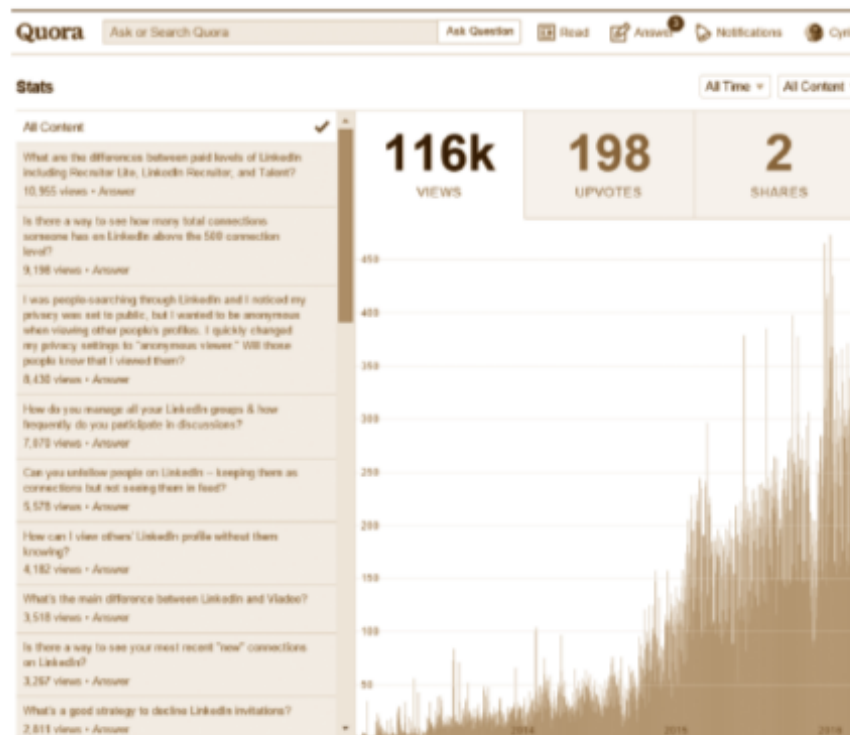 Quora Ask or Search Quora Ask Question Read Answer 3 Notifications Cyri
Stats All Time All Content
All Content
What are the differences between paid levels of LinkedIn
including Recruiter Lite, LinkedIn Recruiter, and Talent?
10,955 views • Answer
Is there a way to see how many total connections
someone has on LinkedIn above the 500 connection
level?
9,198 views • Answer
I was people-searching through LinkedIn and I noticed my
privacy was set to public, but I wanted to be anonymous
when viewing other people's profiles. I quickly changed
my privacy settings to "anonymous viewer." Will those
people know that I viewed them?
8,430 views • Answer
How do you manage all your LinkedIn groups & how
frequently do you participate in discussions?
views • Answer
Can you unfollow people on LinkedIn – keeping them as
connections but not seeing them in feed?
5,578 views • Answer
How can I view others' LinkedIn profile without them
knowing?
4,182 views • Answer
What's the main difference between LinkedIn and Viadeo?
3,518 views • Answer
Is there a way to see your most recent "new" connections
on LinkedIn?
3,267 views • Answer
What's a good strategy to decline LinkedIn invitations?
2,811 views • Answer
116k 198 2
VIEWS UPVOTES SHARES
450
400
350
300
250
200
150
100
50
2014 2015 2016